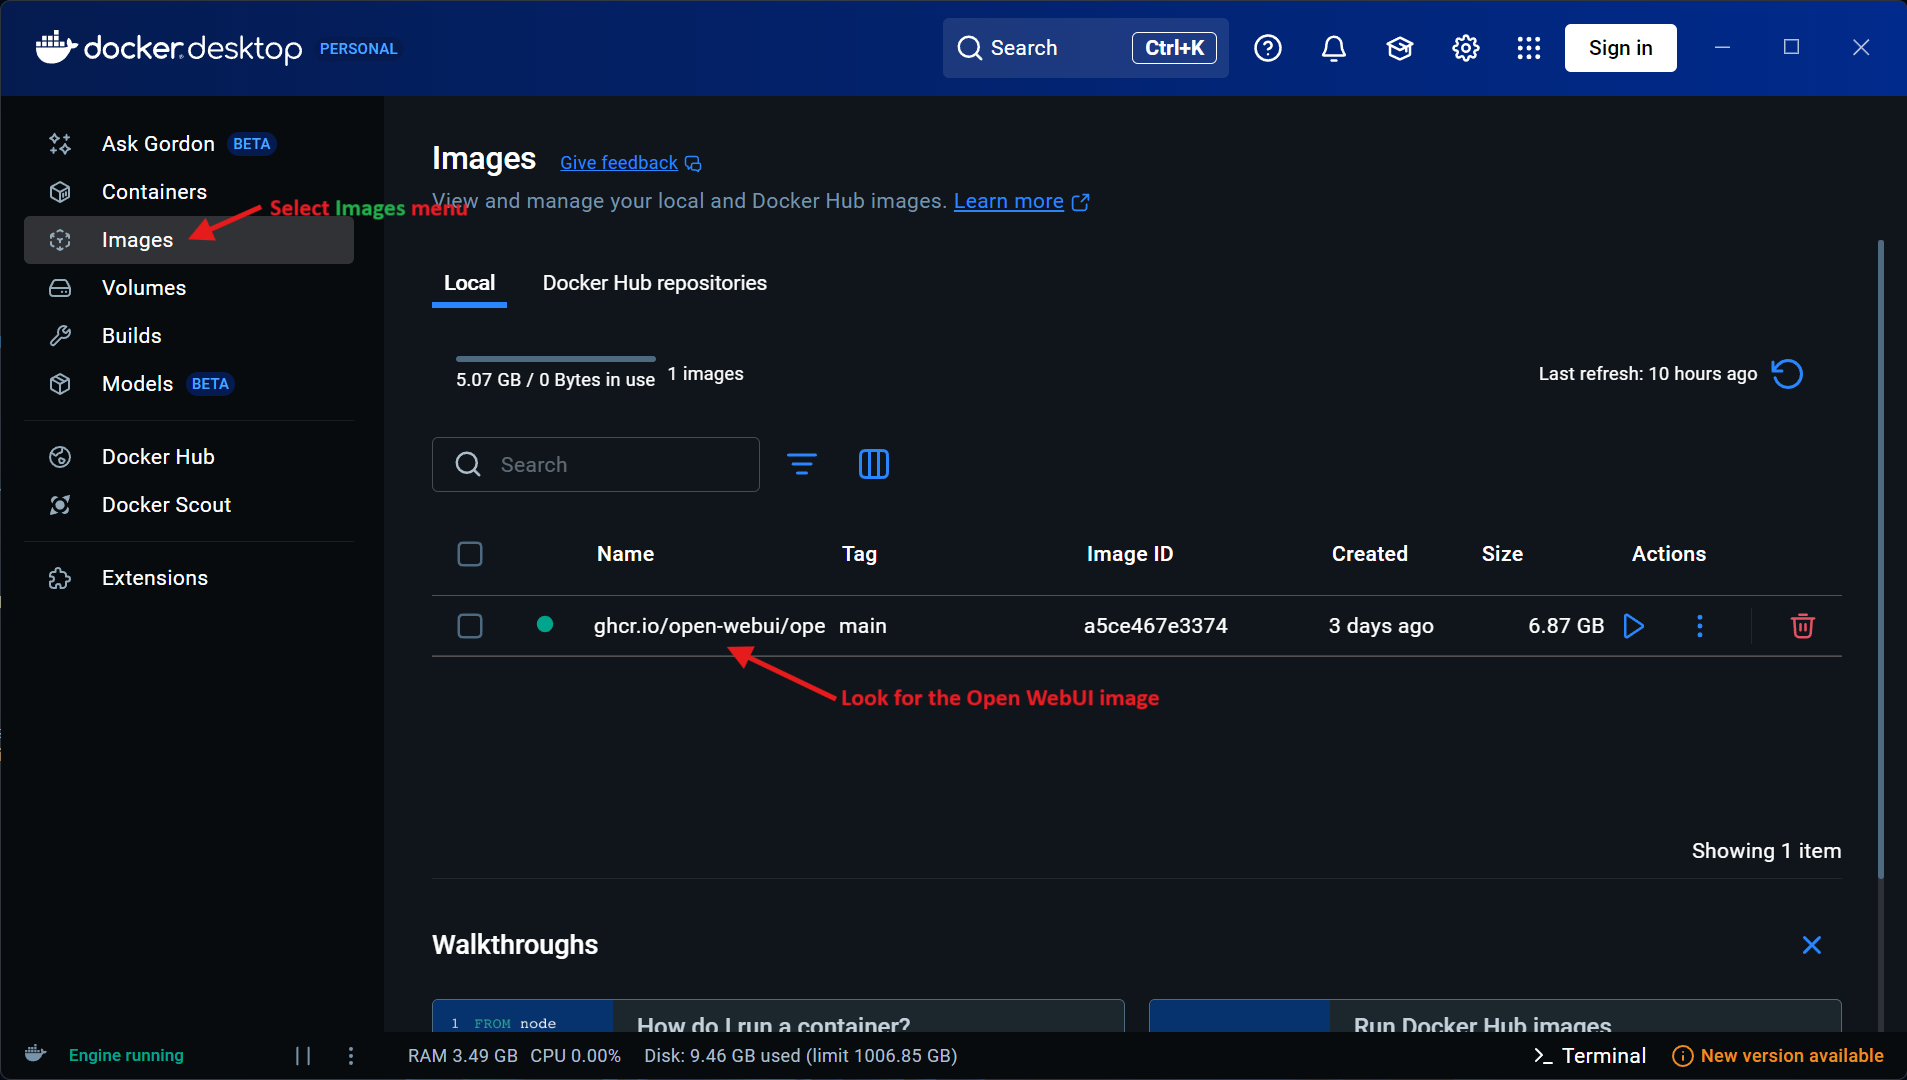 docker desktop PERSONAL
Search Ctrl+K
Sign in
Ask Gordon BETA
Containers
Select Images menu
Images
Volumes
Builds
Models BETA
Docker Hub
Docker Scout
Extensions
Images Give feedback
View and manage your local and Docker Hub images. Learn more
Local Docker Hub repositories
5.07 GB / 0 Bytes in use 1 images
Last refresh: 10 hours ago
Search
Name Tag Image ID Created Size Actions
ghcr.io/open-webui/ope main a5ce467e3374 3 days ago 6.87 GB
Look for the Open WebUI image
Showing 1 item
Walkthroughs
1 FROM node
How do I run a container?
Run Docker Hub images
Engine running
RAM 3.49 GB CPU 0.00% Disk: 9.46 GB used (limit 1006.85 GB)
>_ Terminal
New version available